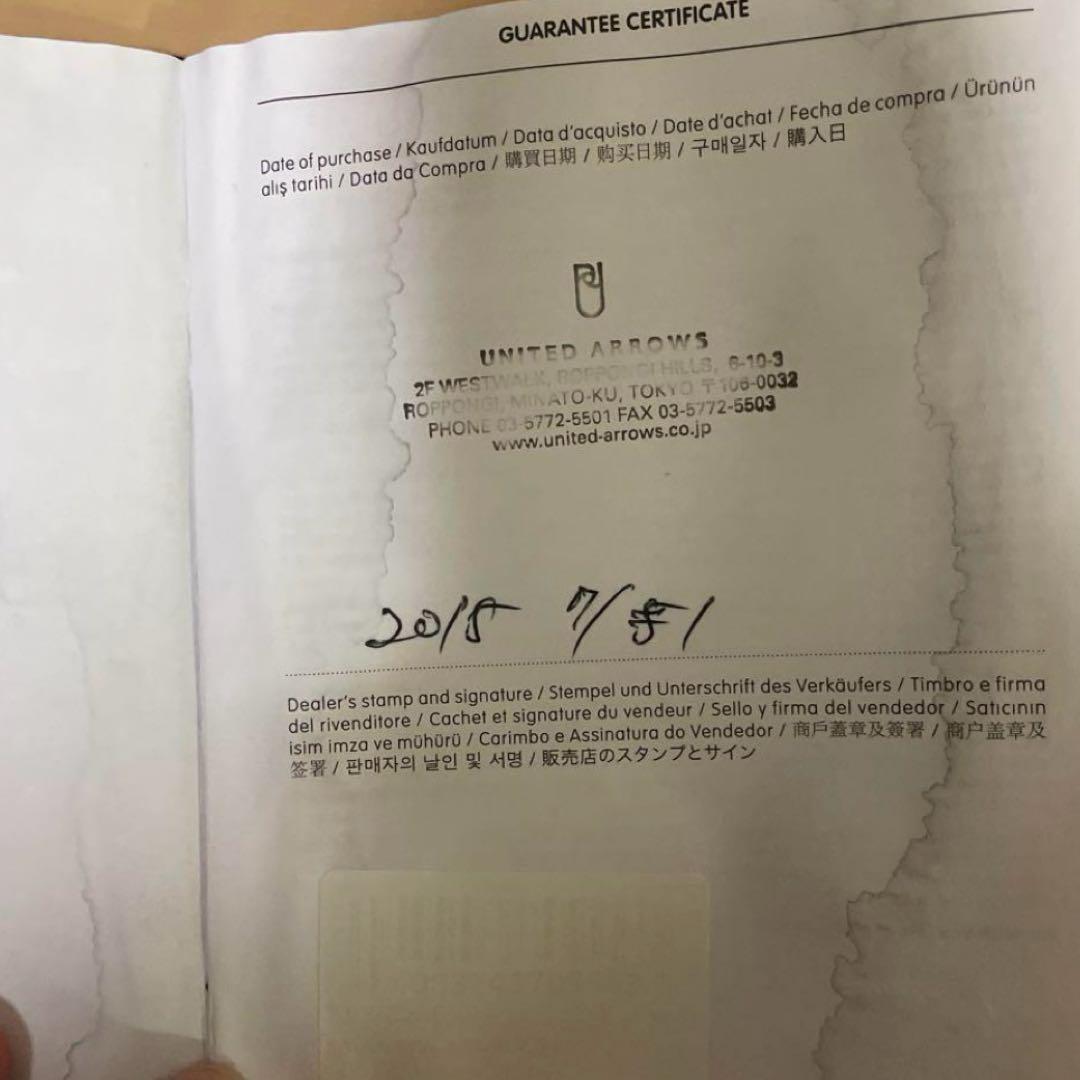 GUARANTEE CERTIFICATE
Date of purchase / Kaufdatum / Data d'acquisto / Date d'achat / Fecha de compra / Ürünün
alış tarihi / Data da Compra / 購買日期 / 购买日期 / 구매일자 / 購入日
UNITED ARROWS
2F WESTWALK, ROPPONGI HILLS, 6-10-3
ROPPONGI, MINATO-KU, TOKYO 〒106-0032
PHONE 03-5772-5501 FAX 03-5772-5503
www.united-arrows.co.jp
2015 7/
Dealer's stamp and signature / Stempel und Unterschrift des Verkäufers / Timbro e firma
del rivenditore / Cachet et signature du vendeur / Sello y firma del vendedor / Satıcının
isim imza ve mühürü / Carimbo e Assinatura do Vendedor / 商戶蓋章及簽署 / 商户盖章及
签署 / 판매자의 날인 및 서명 / 販売店のスタンプとサイン